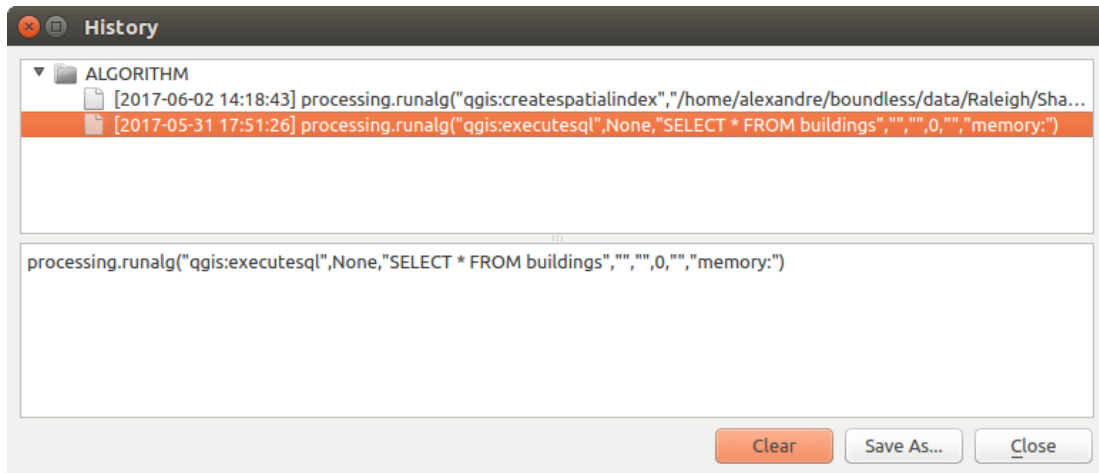 History
ALGORITHM
[2017-06-02 14:18:43] processing.runalg("qgis:createspatialindex","/home/alexandre/boundless/data/Raleigh/Sha...
[2017-05-31 17:51:26] processing.runalg("qgis:executesql",None,"SELECT * FROM buildings","","",0,"","memory:")
processing.runalg("qgis:executesql",None,"SELECT * FROM buildings","","",0,"","memory:")
Clear Save As... Close